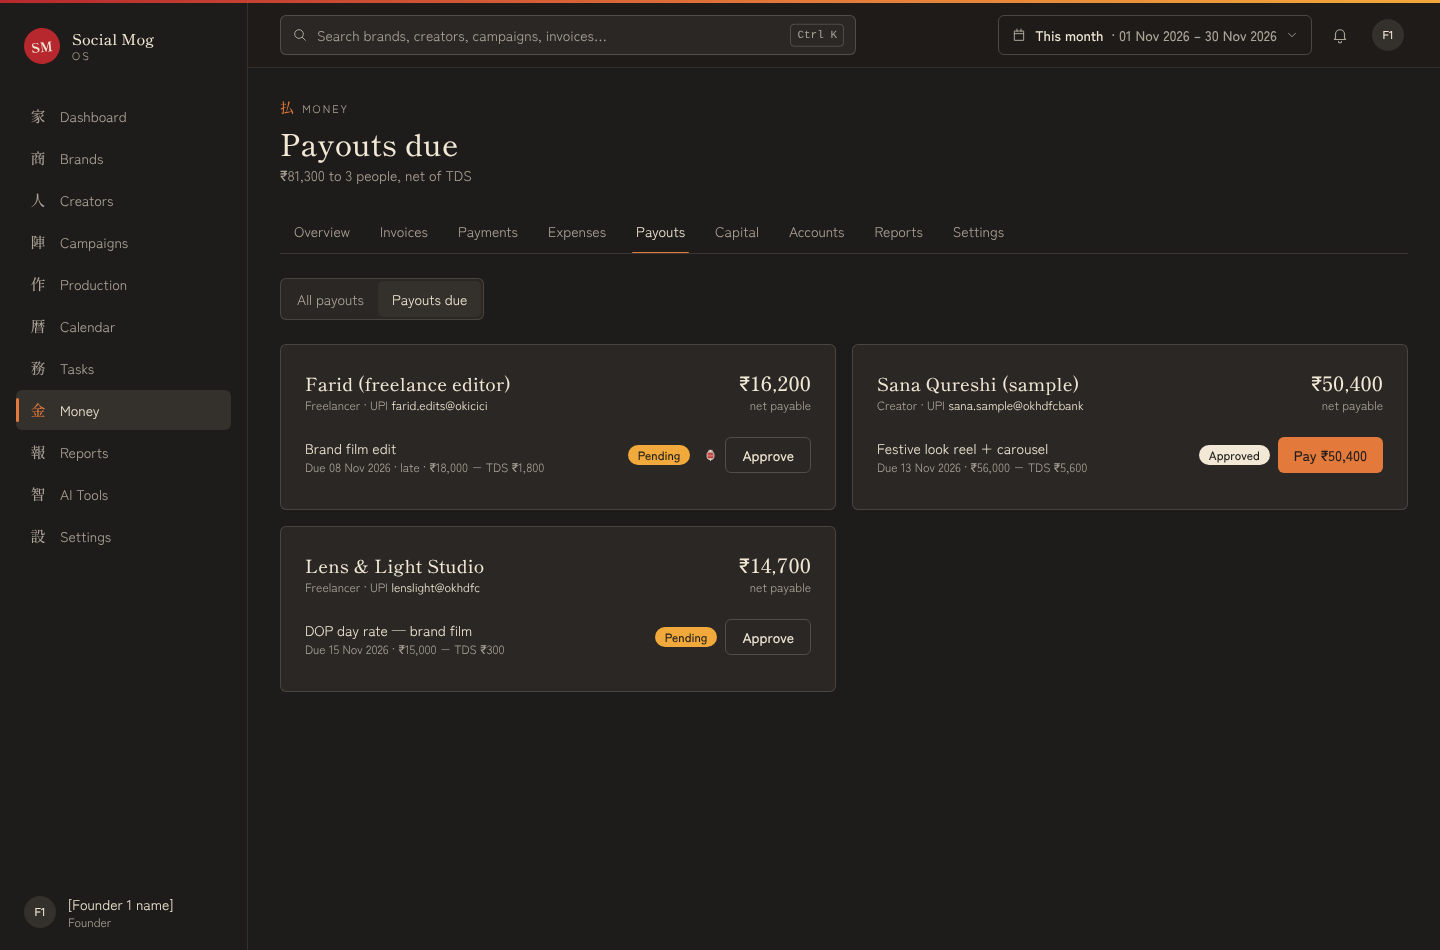 SM
Social Mog
OS
Search brands, creators, campaigns, invoices...
Ctrl K
This month · 01 Nov 2026 – 30 Nov 2026
F1
家 Dashboard
商 Brands
人 Creators
陣 Campaigns
作 Production
暦 Calendar
務 Tasks
金 Money
報 Reports
智 AI Tools
設 Settings
払 MONEY
Payouts due
₹81,300 to 3 people, net of TDS
Overview Invoices Payments Expenses Payouts Capital Accounts Reports Settings
All payouts Payouts due
Farid (freelance editor) ₹16,200
Freelancer · UPI farid.edits@okicici net payable
Brand film edit
Due 08 Nov 2026 · late · ₹18,000 − TDS ₹1,800
Pending Approve
Sana Qureshi (sample) ₹50,400
Creator · UPI sana.sample@okhdfcbank net payable
Festive look reel + carousel
Due 13 Nov 2026 · ₹56,000 − TDS ₹5,600
Approved Pay ₹50,400
Lens & Light Studio ₹14,700
Freelancer · UPI lenslight@okhdfc net payable
DOP day rate — brand film
Due 15 Nov 2026 · ₹15,000 − TDS ₹300
Pending Approve
F1
[Founder 1 name]
Founder